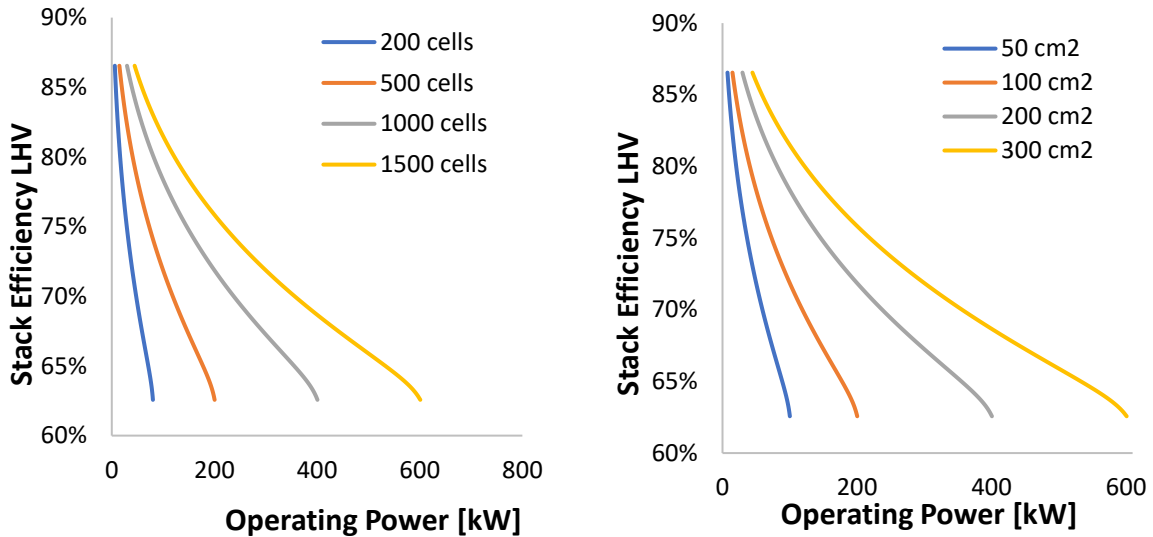 Stack Efficiency LHV
90%
85%
80%
75%
70%
65%
60%
0 200 400 600 800
Operating Power [kW]
200 cells
500 cells
1000 cells
1500 cells
Stack Efficiency LHV
90%
85%
80%
75%
70%
65%
60%
0 200 400 600
Operating Power [kW]
50 cm2
100 cm2
200 cm2
300 cm2